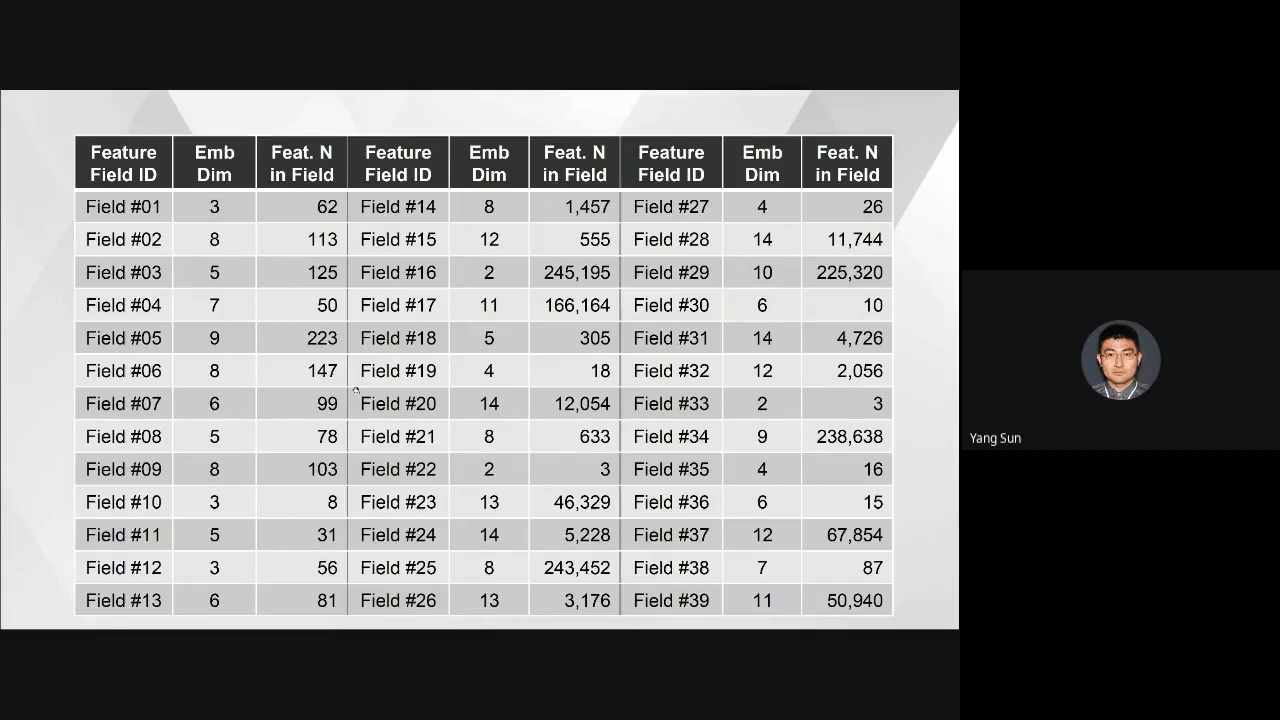 Feature Field ID Emb Dim Feat. N in Field Feature Field ID Emb Dim Feat. N in Field Feature Field ID Emb Dim Feat. N in Field
Field #01 3 62 Field #14 8 1,457 Field #27 4 26
Field #02 8 113 Field #15 12 555 Field #28 14 11,744
Field #03 5 125 Field #16 2 245,195 Field #29 10 225,320
Field #04 7 50 Field #17 11 166,164 Field #30 6 10
Field #05 9 223 Field #18 5 305 Field #31 14 4,726
Field #06 8 147 Field #19 4 18 Field #32 12 2,056
Field #07 6 99 Field #20 14 12,054 Field #33 2 3
Field #08 5 78 Field #21 8 633 Field #34 9 238,638
Field #09 8 103 Field #22 2 3 Field #35 4 16
Field #10 3 8 Field #23 13 46,329 Field #36 6 15
Field #11 5 31 Field #24 14 5,228 Field #37 12 67,854
Field #12 3 56 Field #25 8 243,452 Field #38 7 87
Field #13 6 81 Field #26 13 3,176 Field #39 11 50,940
Yang Sun